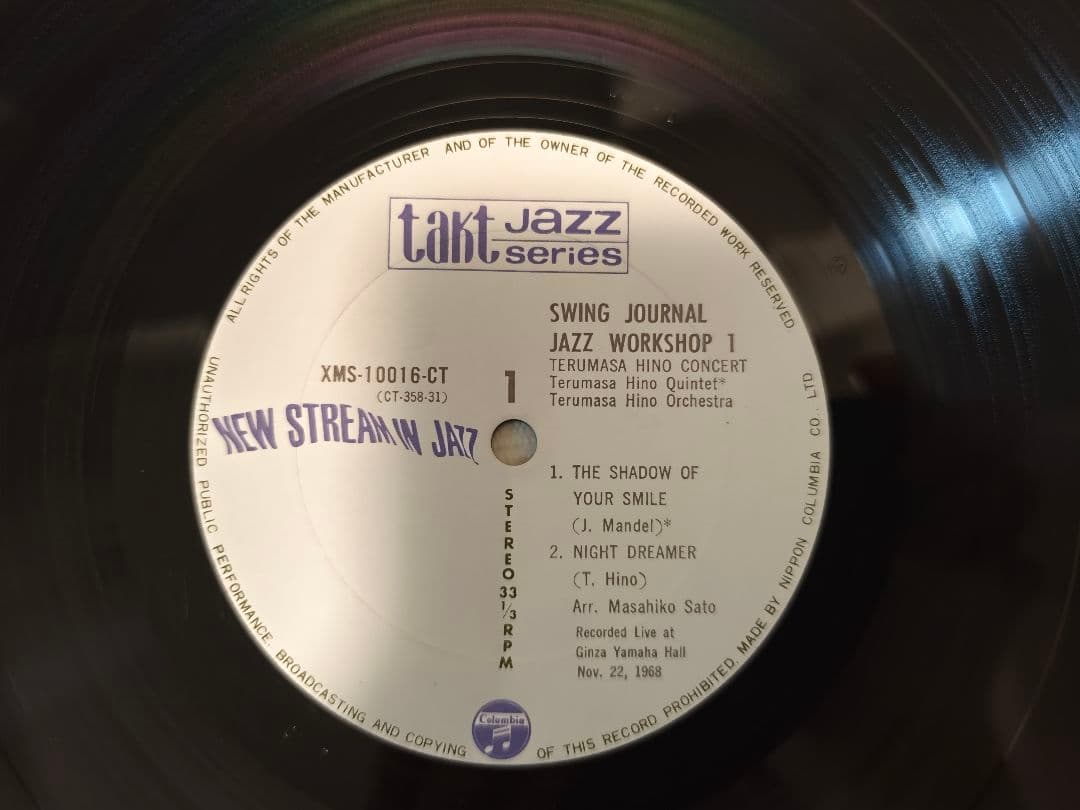 ALL RIGHTS OF THE MANUFACTURER AND OF THE OWNER OF THE RECORDED WORK RESERVED.
takt Jazz
series
SWING JOURNAL
JAZZ WORKSHOP 1
TERUMASA HINO CONCERT
Terumasa Hino Quintet*
Terumasa Hino Orchestra
XMS-10016-CT
(CT-358-31)
1
NEW STREAM IN JAZZ
1. THE SHADOW OF
YOUR SMILE
(J. Mandel)*
2. NIGHT DREAMER
(T. Hino)
Arr. Masahiko Sato
Recorded Live at
Ginza Yamaha Hall
Nov. 22, 1968
STEREO 33 1/3 RPM
Columbia
UNAUTHORIZED PUBLIC PERFORMANCE. BROADCASTING AND COPYING OF THIS RECORD PROHIBITED. MADE BY NIPPON COLUMBIA CO., LTD